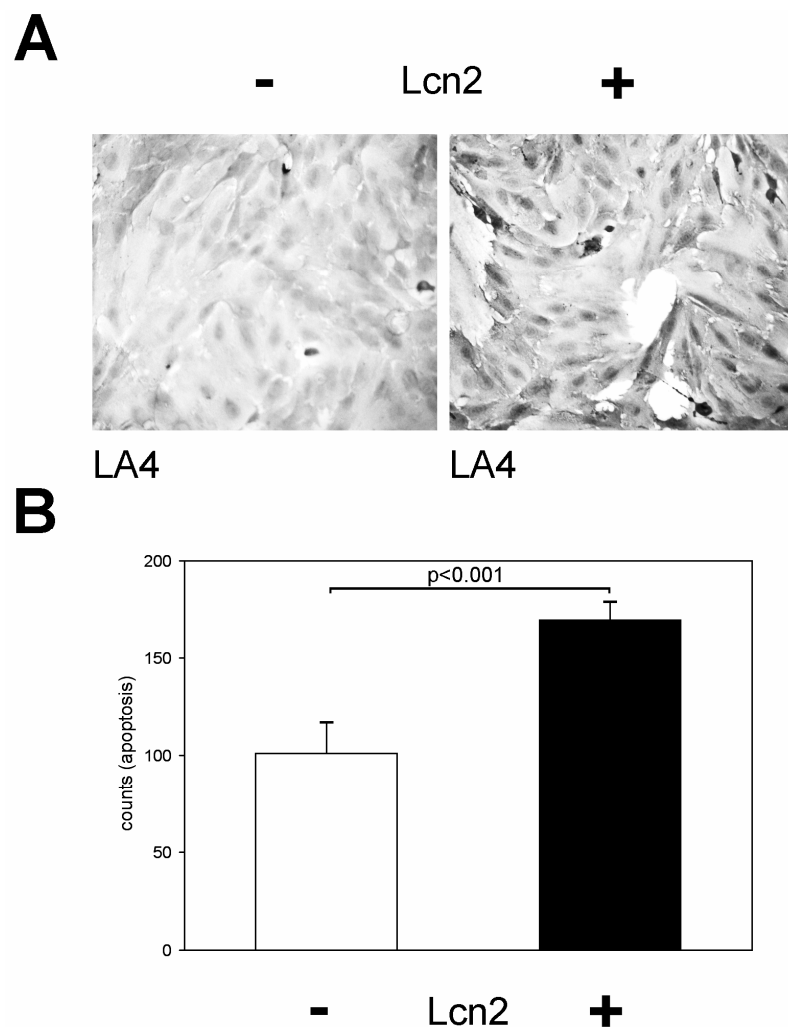 A
- Lcn2 +
LA4 LA4
B
200
p<0.001
150
100
50
0
counts (apoptosis)
- Lcn2 +